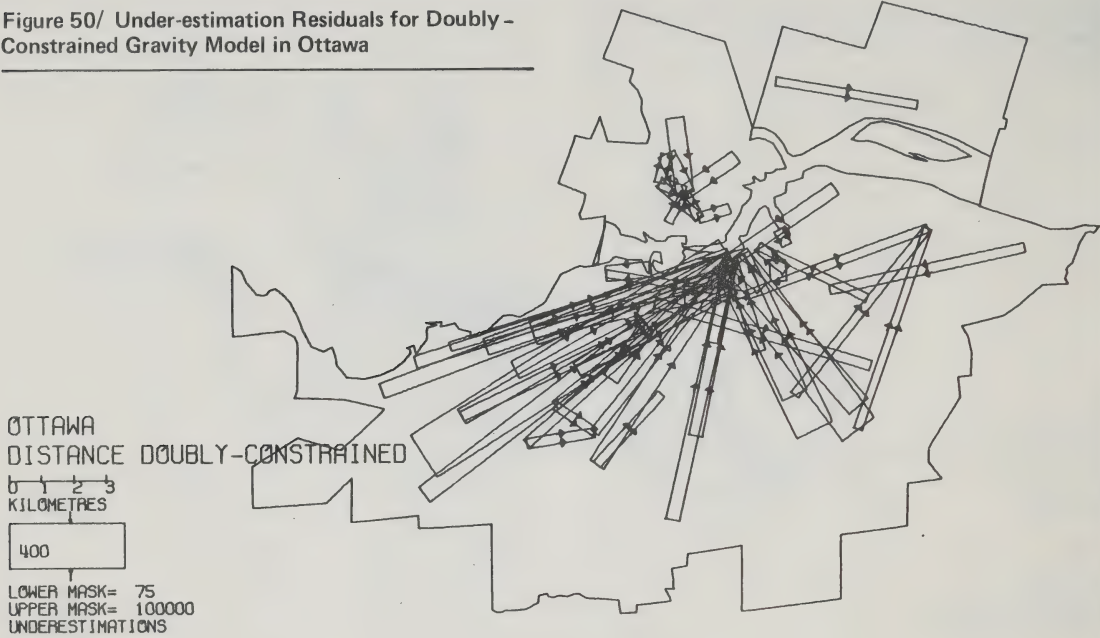 Figure 50/ Under-estimation Residuals for Doubly-
Constrained Gravity Model in Ottawa
OTTAWA
DISTANCE DOUBLY-CONSTRAINED
0 1 2 3
KILOMETRES
400
LOWER MASK= 75
UPPER MASK= 100000
UNDERESTIMATIONS